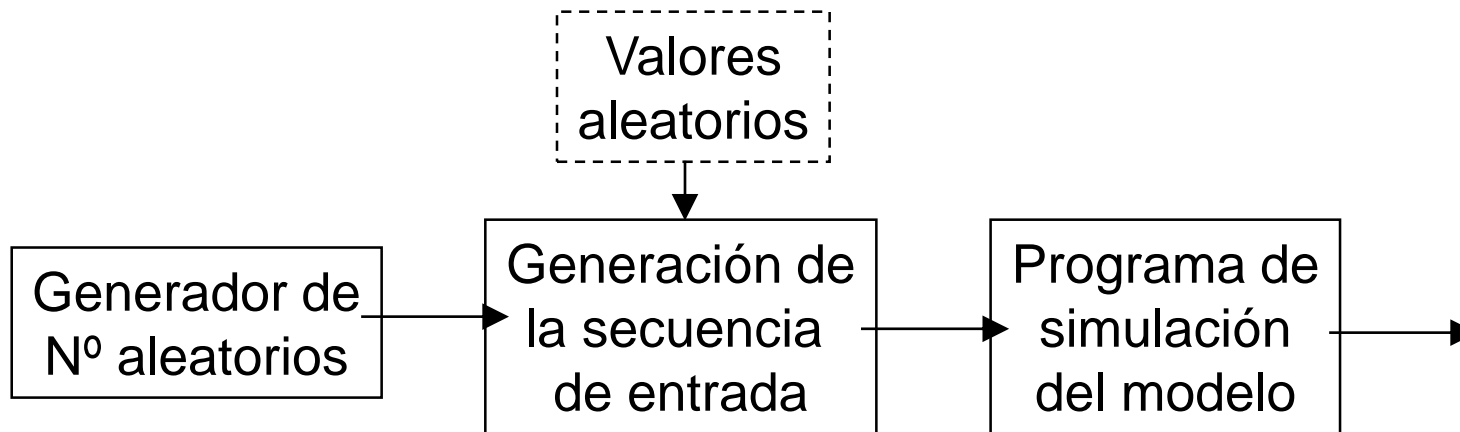 Valores
aleatorios
Generador de
Nº aleatorios
Generación de
la secuencia
de entrada
Programa de
simulación
del modelo